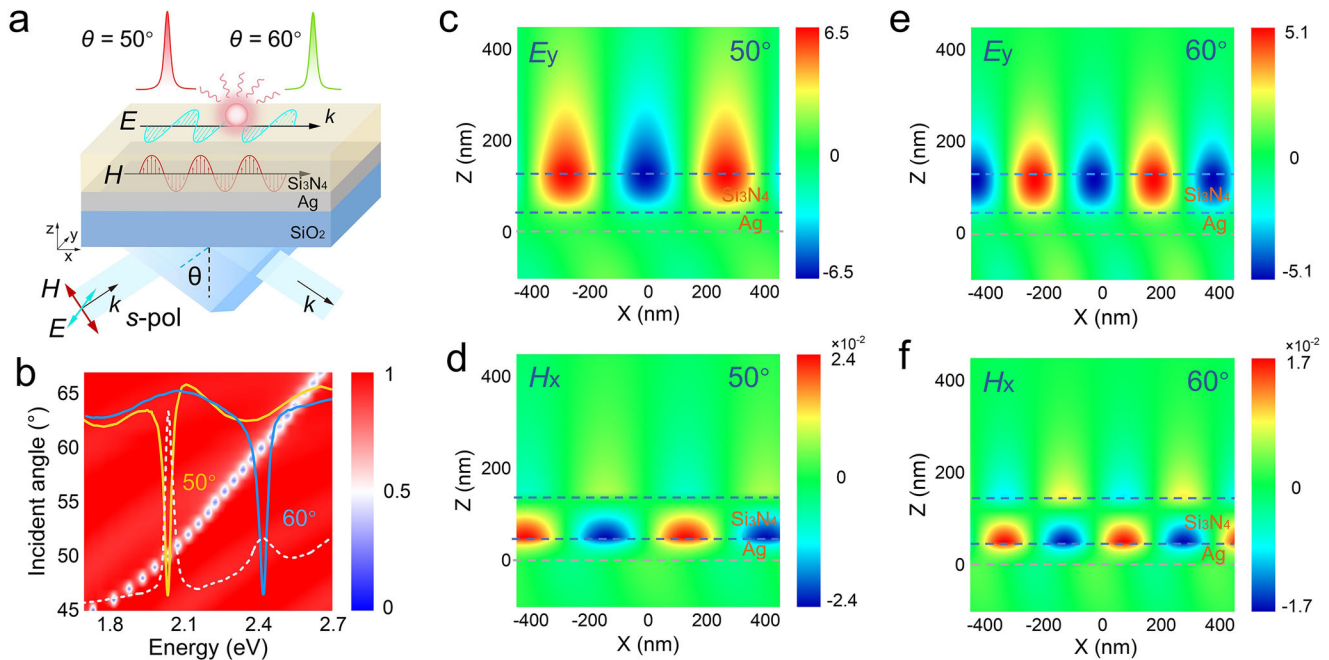 a
θ = 50°
θ = 60°
E
k
H
Si₃N₄
Ag
SiO₂
z
y
x
θ
H
k
E
s-pol
k
b
Incident angle (°)
65
60
55
50
45
50°
60°
1.8
2.1
2.4
2.7
Energy (eV)
1
0.5
0
c
Ey
50°
Z (nm)
400
200
0
Si₃N₄
Ag
-400
-200
0
200
400
X (nm)
6.5
0
-6.5
d
Hx
50°
Z (nm)
400
200
0
Si₃N₄
Ag
-400
-200
0
200
400
X (nm)
×10⁻²
2.4
0
-2.4
e
Ey
60°
Z (nm)
400
200
0
Si₃N₄
Ag
-400
-200
0
200
400
X (nm)
5.1
0
-5.1
f
Hx
60°
Z (nm)
400
200
0
Si₃N₄
Ag
-400
-200
0
200
400
X (nm)
×10⁻²
1.7
0
-1.7